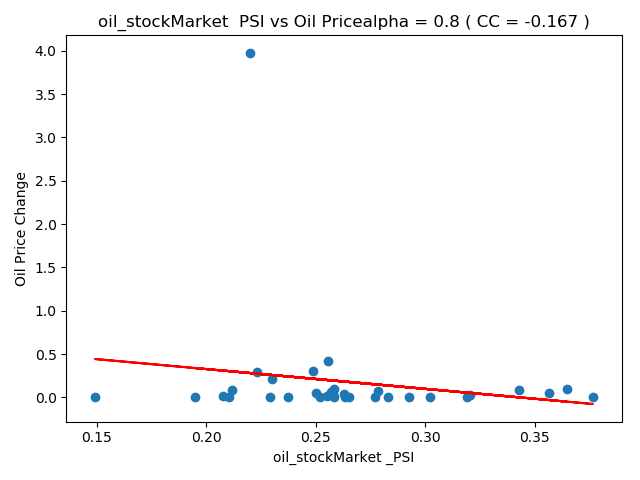 oil_stockMarket  PSI vs Oil Pricealpha = 0.8 ( CC = -0.167 )
4.0
3.5
3.0
2.5
2.0
1.5
1.0
0.5
0.0
Oil Price Change
0.15 0.20 0.25 0.30 0.35
oil_stockMarket _PSI